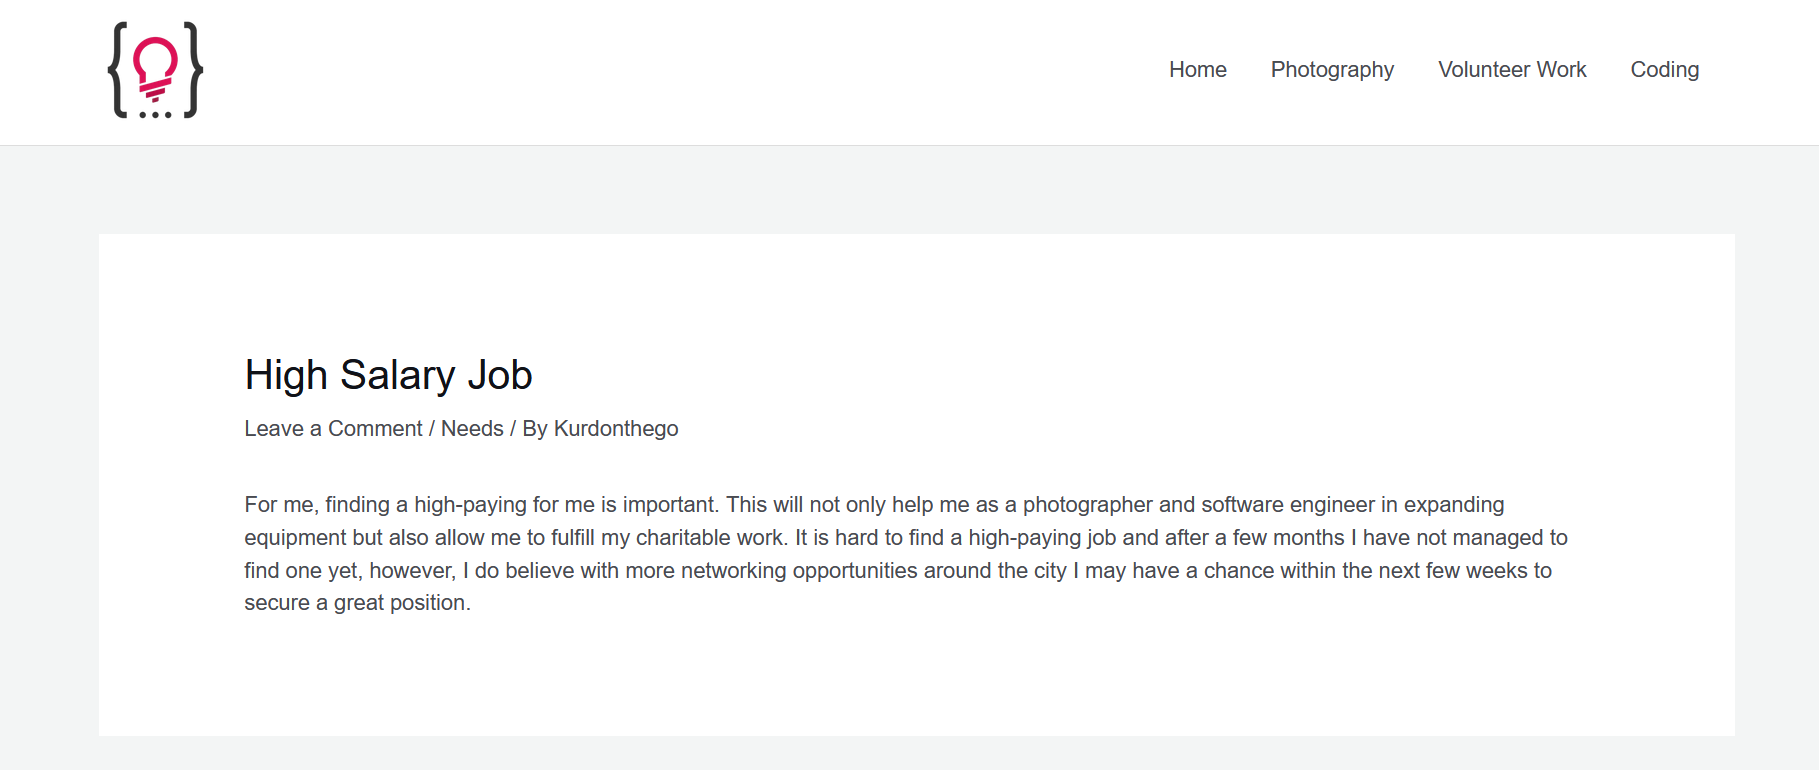 Home Photography Volunteer Work Coding
High Salary Job
Leave a Comment / Needs / By Kurdonthego
For me, finding a high-paying for me is important. This will not only help me as a photographer and software engineer in expanding
equipment but also allow me to fulfill my charitable work. It is hard to find a high-paying job and after a few months I have not managed to
find one yet, however, I do believe with more networking opportunities around the city I may have a chance within the next few weeks to
secure a great position.